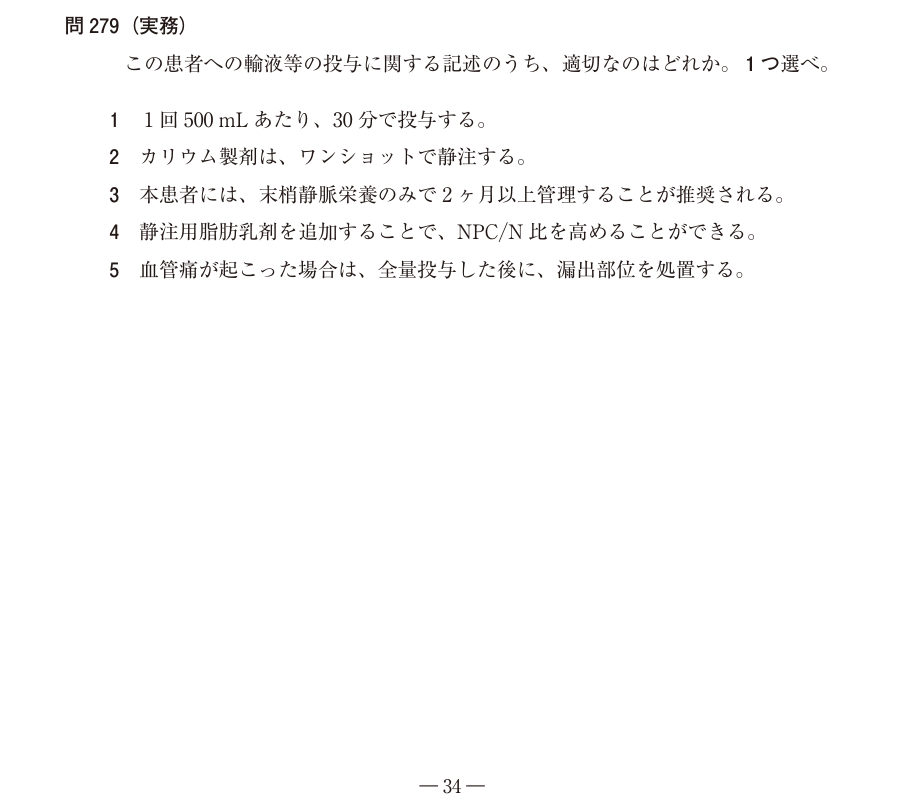 問 279（実務）
この患者への輸液等の投与に関する記述のうち、適切なのはどれか。1つ選べ。
1 1回 500 mL あたり、30 分で投与する。
2 カリウム製剤は、ワンショットで静注する。
3 本患者には、末梢静脈栄養のみで2ヶ月以上管理することが推奨される。
4 静注用脂肪乳剤を追加することで、NPC/N 比を高めることができる。
5 血管痛が起こった場合は、全量投与した後に、漏出部位を処置する。
— 34 —